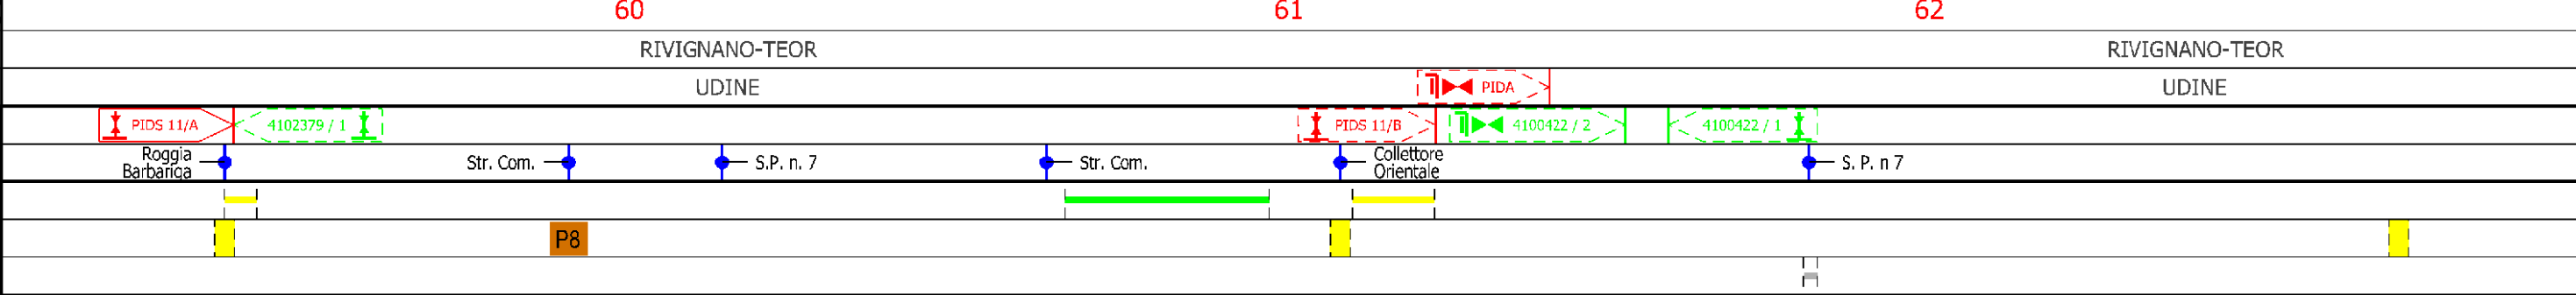 60 61 62
RIVIGNANO-TEOR RIVIGNANO-TEOR
UDINE PIDA UDINE
PIDS 11/A 4102379 / 1 PIDS 11/B 4100422 / 2 4100422 / 1
Roggia
Barbariga
Str. Com. S.P. n. 7 Str. Com.
Collettore
Orientale
S. P. n 7
P8